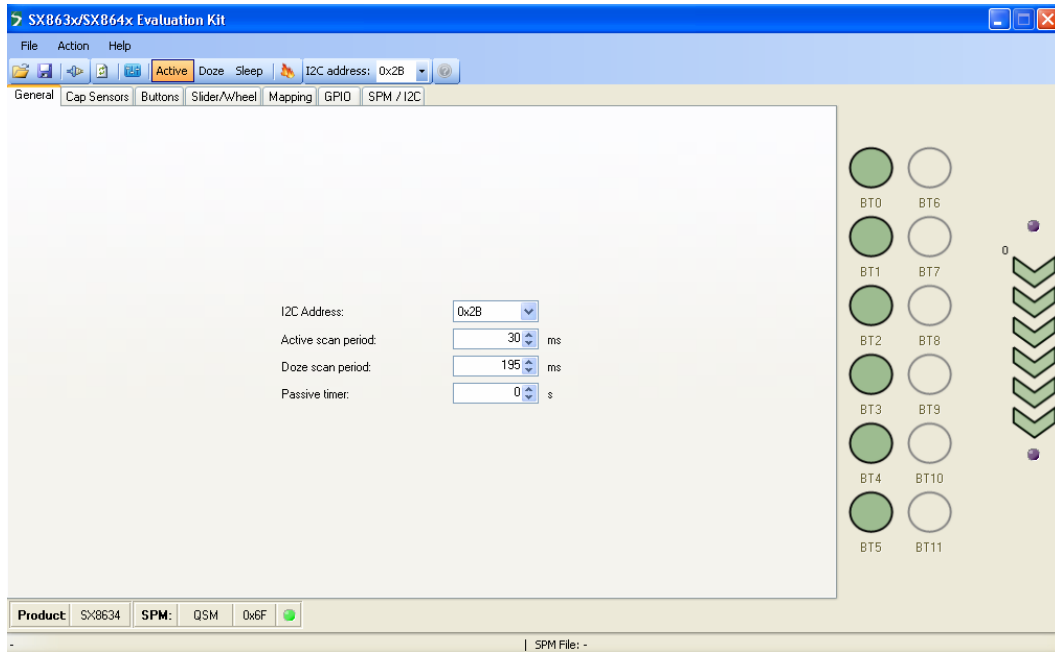 SX863x/SX864x Evaluation Kit
File Action Help
Active Doze Sleep I2C address: 0x2B
General Cap Sensors Buttons Slider/Wheel Mapping GPIO SPM / I2C
I2C Address: 0x2B
Active scan period: 30 ms
Doze scan period: 195 ms
Passive timer: 0 s
BT0 BT6
0
BT1 BT7
BT2 BT8
BT3 BT9
BT4 BT10
BT5 BT11
Product SX8634 SPM: QSM 0x6F
- | SPM File: -